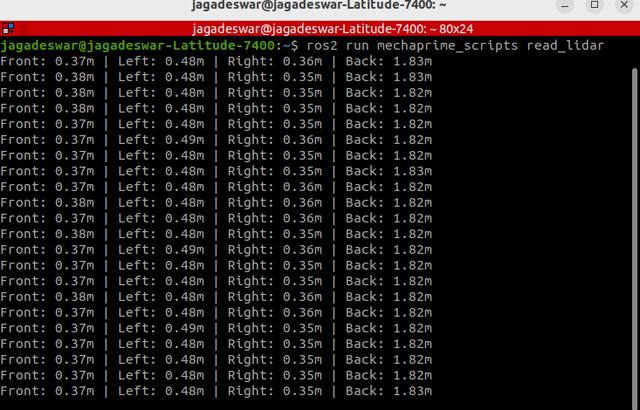 jagadeswar@jagadeswar-Latitude-7400: ~
jagadeswar@jagadeswar-Latitude-7400: ~ 80x24
jagadeswar@jagadeswar-Latitude-7400:~$ ros2 run mechaprime_scripts read_lidar
Front: 0.37m | Left: 0.48m | Right: 0.36m | Back: 1.83m
Front: 0.38m | Left: 0.48m | Right: 0.35m | Back: 1.83m
Front: 0.38m | Left: 0.48m | Right: 0.35m | Back: 1.82m
Front: 0.37m | Left: 0.48m | Right: 0.36m | Back: 1.82m
Front: 0.37m | Left: 0.48m | Right: 0.36m | Back: 1.82m
Front: 0.37m | Left: 0.49m | Right: 0.36m | Back: 1.82m
Front: 0.37m | Left: 0.48m | Right: 0.35m | Back: 1.82m
Front: 0.37m | Left: 0.48m | Right: 0.35m | Back: 1.83m
Front: 0.37m | Left: 0.48m | Right: 0.36m | Back: 1.82m
Front: 0.38m | Left: 0.48m | Right: 0.36m | Back: 1.82m
Front: 0.37m | Left: 0.48m | Right: 0.35m | Back: 1.82m
Front: 0.38m | Left: 0.48m | Right: 0.36m | Back: 1.82m
Front: 0.37m | Left: 0.49m | Right: 0.36m | Back: 1.82m
Front: 0.37m | Left: 0.48m | Right: 0.35m | Back: 1.82m
Front: 0.37m | Left: 0.48m | Right: 0.35m | Back: 1.82m
Front: 0.38m | Left: 0.48m | Right: 0.36m | Back: 1.82m
Front: 0.37m | Left: 0.48m | Right: 0.36m | Back: 1.82m
Front: 0.37m | Left: 0.49m | Right: 0.35m | Back: 1.82m
Front: 0.37m | Left: 0.48m | Right: 0.35m | Back: 1.82m
Front: 0.37m | Left: 0.48m | Right: 0.35m | Back: 1.82m
Front: 0.37m | Left: 0.48m | Right: 0.35m | Back: 1.82m
Front: 0.37m | Left: 0.48m | Right: 0.35m | Back: 1.83m